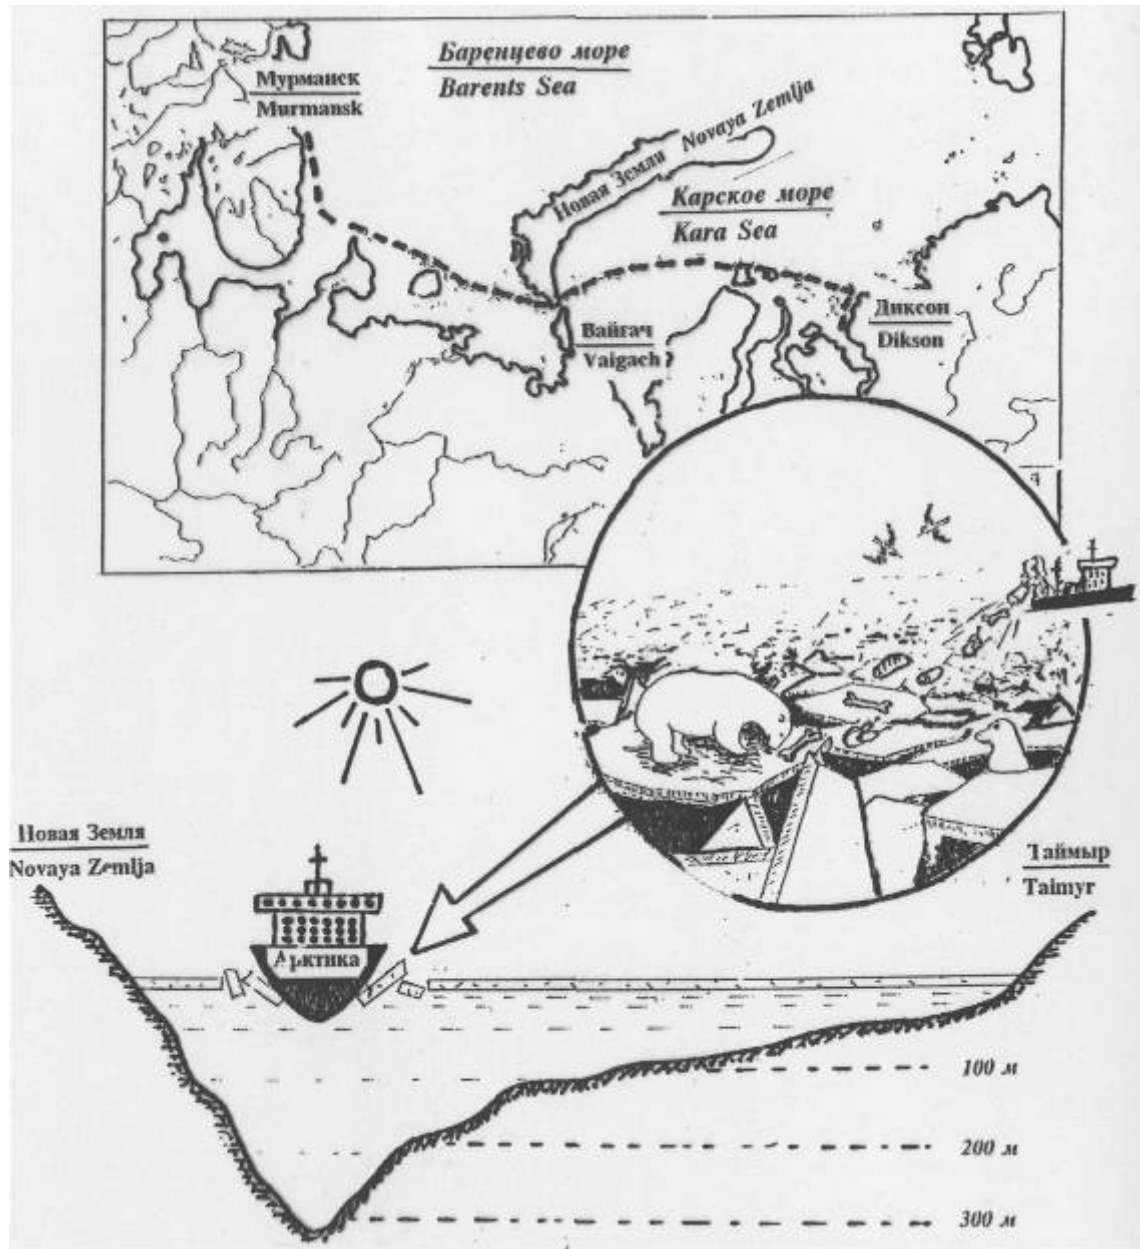 Баренцево море
Barents Sea
Мурманск
Murmansk
Новая Земля Novaya Zemlja
Карское море
Kara Sea
Вайгач
Vaigach
Диксон
Dikson
Новая Земля
Novaya Zemlja
Таймыр
Taimyr
Арктика
100 м
200 м
300 м